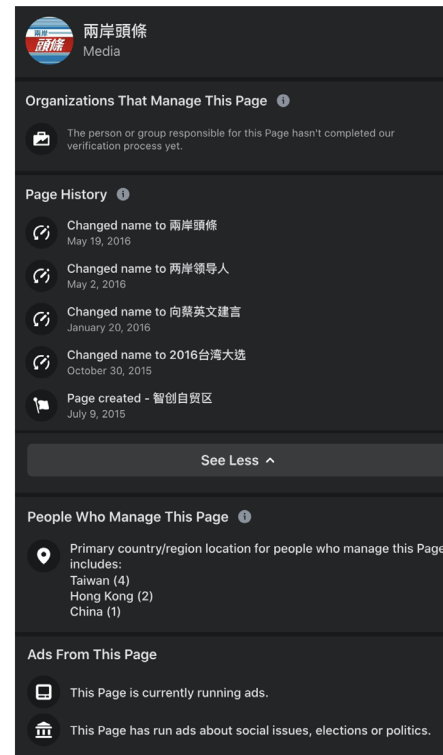 兩岸
頭條
兩岸頭條
Media
Organizations That Manage This Page
The person or group responsible for this Page hasn't completed our
verification process yet.
Page History
Changed name to 兩岸頭條
May 19, 2016
Changed name to 两岸领导人
May 2, 2016
Changed name to 向蔡英文建言
January 20, 2016
Changed name to 2016台湾大选
October 30, 2015
Page created - 智创自贸区
July 9, 2015
See Less
People Who Manage This Page
Primary country/region location for people who manage this Page
includes:
Taiwan (4)
Hong Kong (2)
China (1)
Ads From This Page
This Page is currently running ads.
This Page has run ads about social issues, elections or politics.